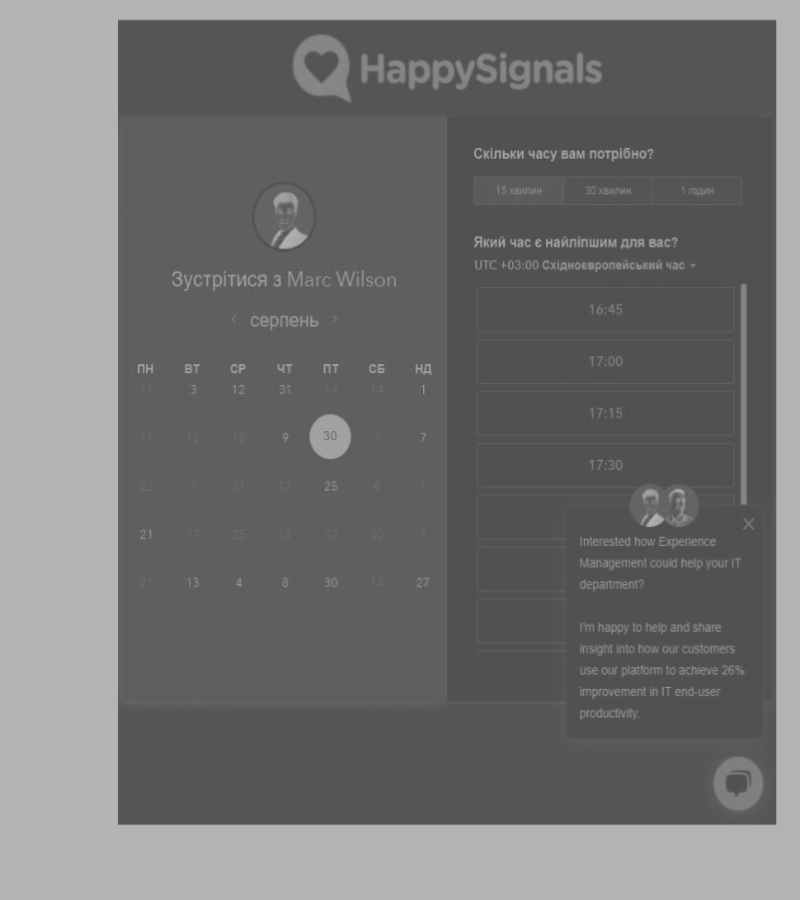 HappySignals
Зустрітися з Marc Wilson
серпень
ПН ВТ СР ЧТ ПТ СБ НД
11 3 12 31 14 14 1
11 13 18 9 30 7 7
22 7 21 12 25 4 1
21 17 25 13 17 30 7
21 13 4 8 30 14 27
Скільки часу вам потрібно?
15 хвилин 30 хвилин 1 годин
Який час є найліпшим для вас?
UTC +03:00 Східноєвропейський час
16:45
17:00
17:15
17:30
Interested how Experience
Management could help your IT
department?
I'm happy to help and share
insight into how our customers
use our platform to achieve 26%
improvement in IT end-user
productivity.